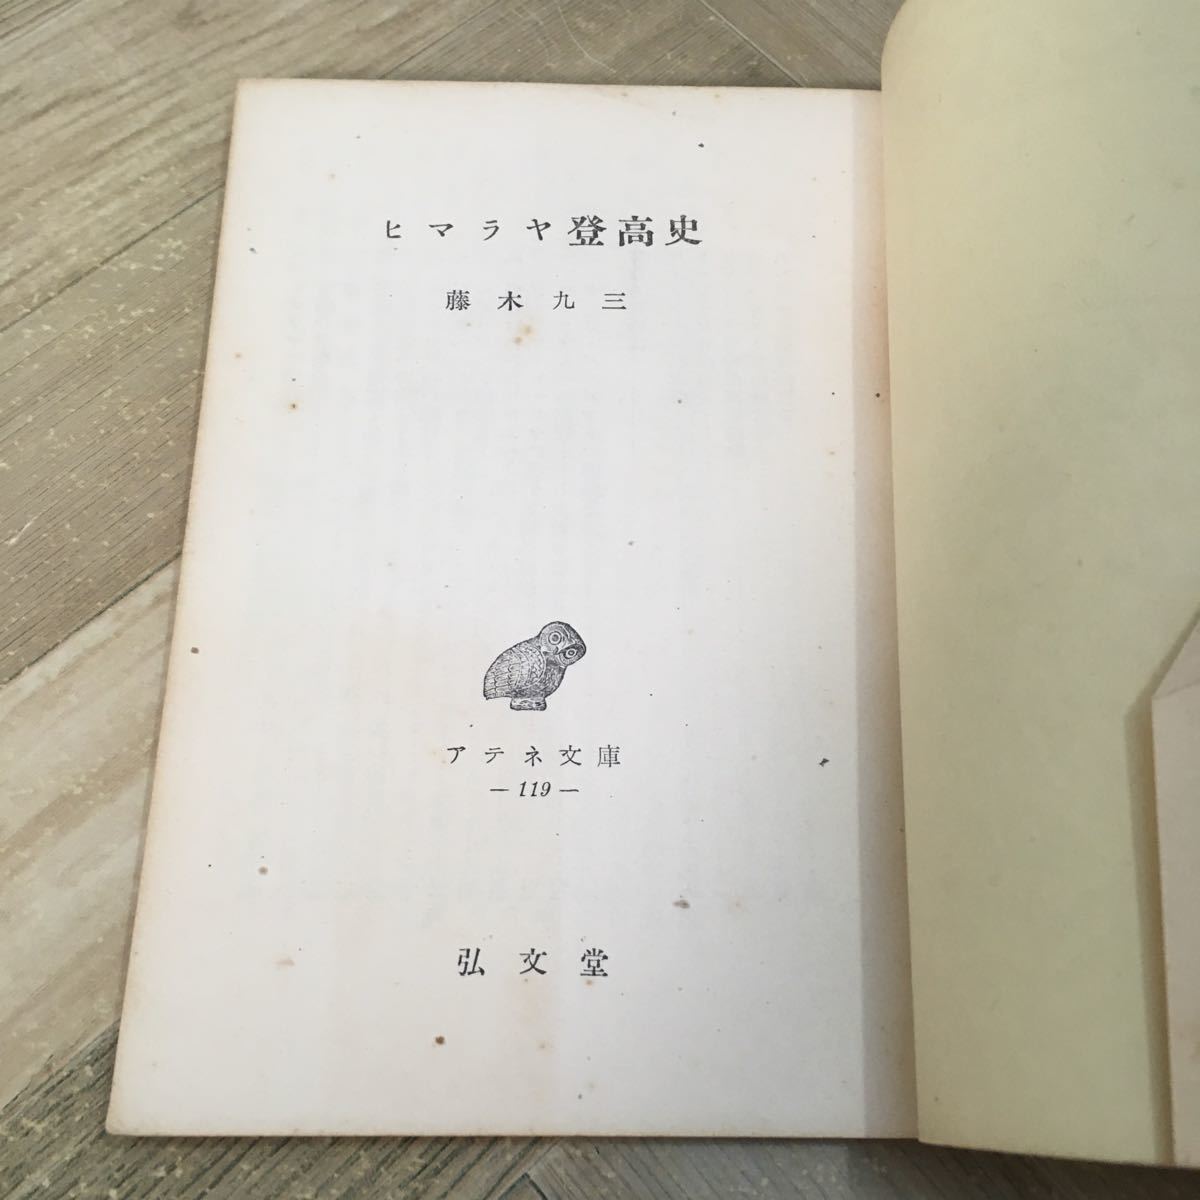 ヒマラヤ登高史
藤木九三
アテネ文庫
— 119 —
弘文堂